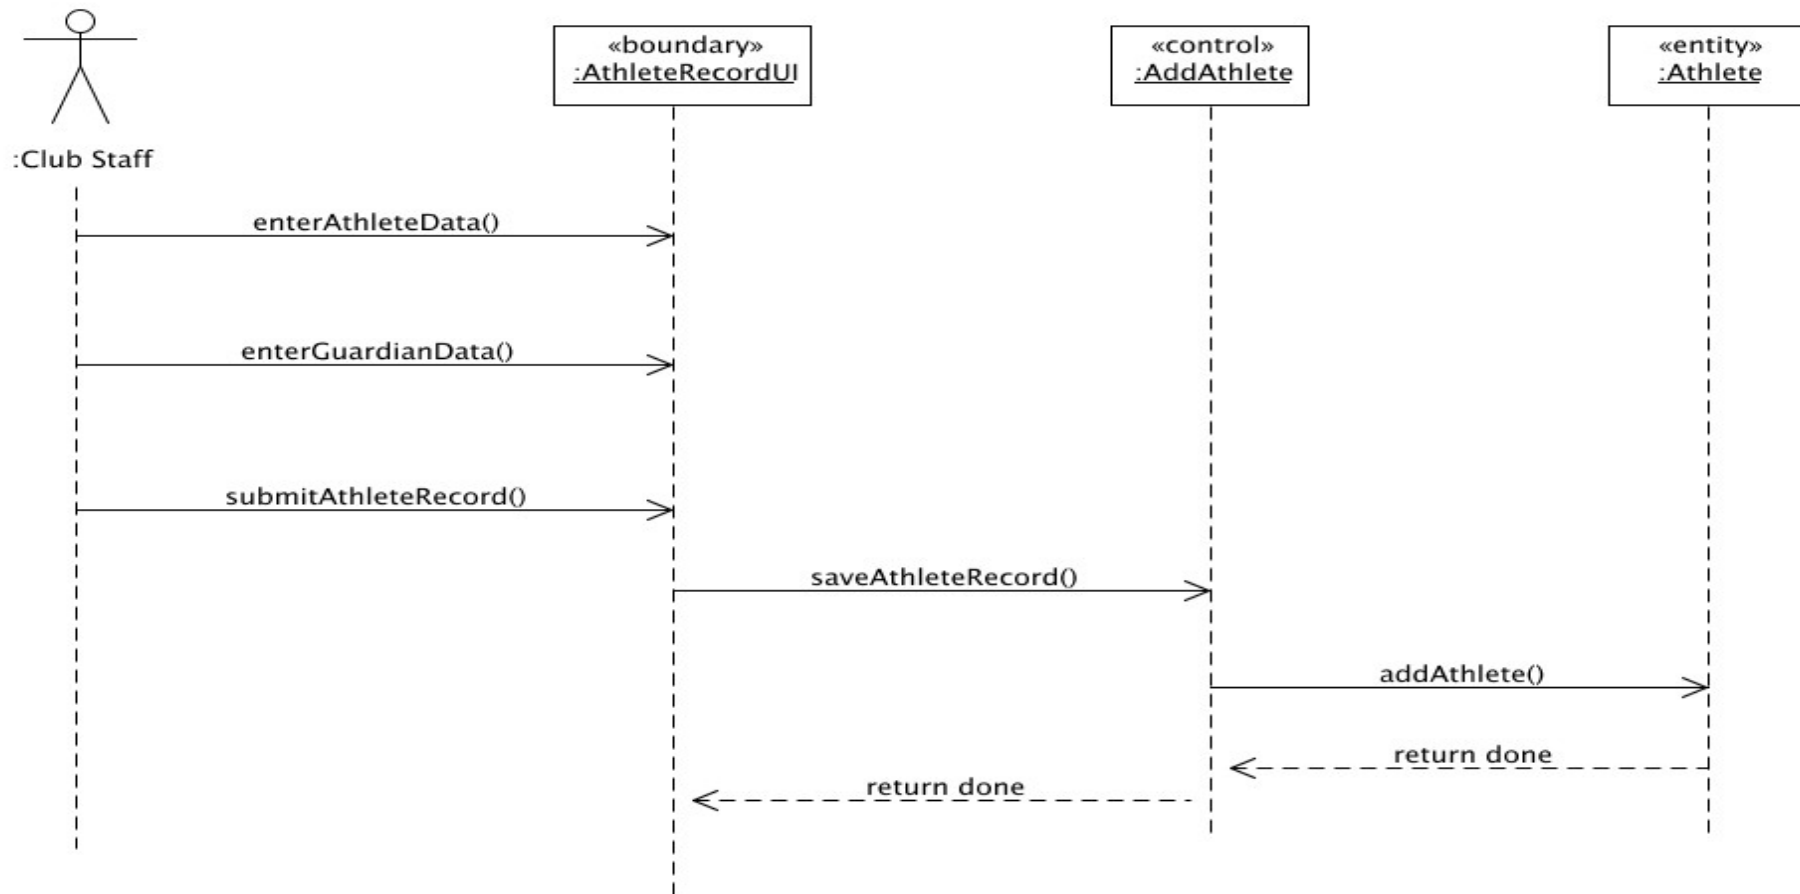 «boundary»
:AthleteRecordUI
«control»
:AddAthlete
«entity»
:Athlete
:Club Staff
enterAthleteData()
enterGuardianData()
submitAthleteRecord()
saveAthleteRecord()
addAthlete()
return done
return done